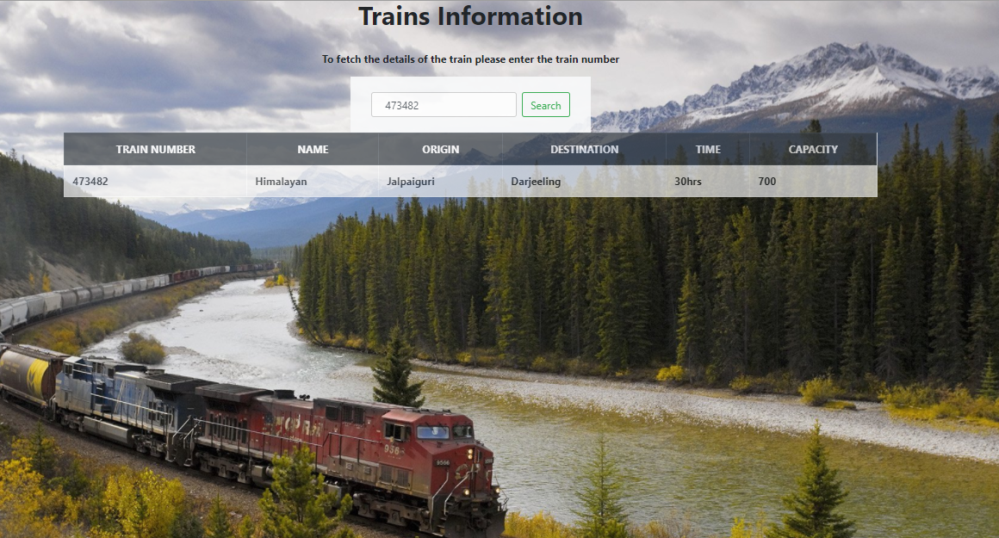 Trains Information
To fetch the details of the train please enter the train number
473482 Search
TRAIN NUMBER NAME ORIGIN DESTINATION TIME CAPACITY
473482 Himalayan Jalpaiguri Darjeeling 30hrs 700
9506